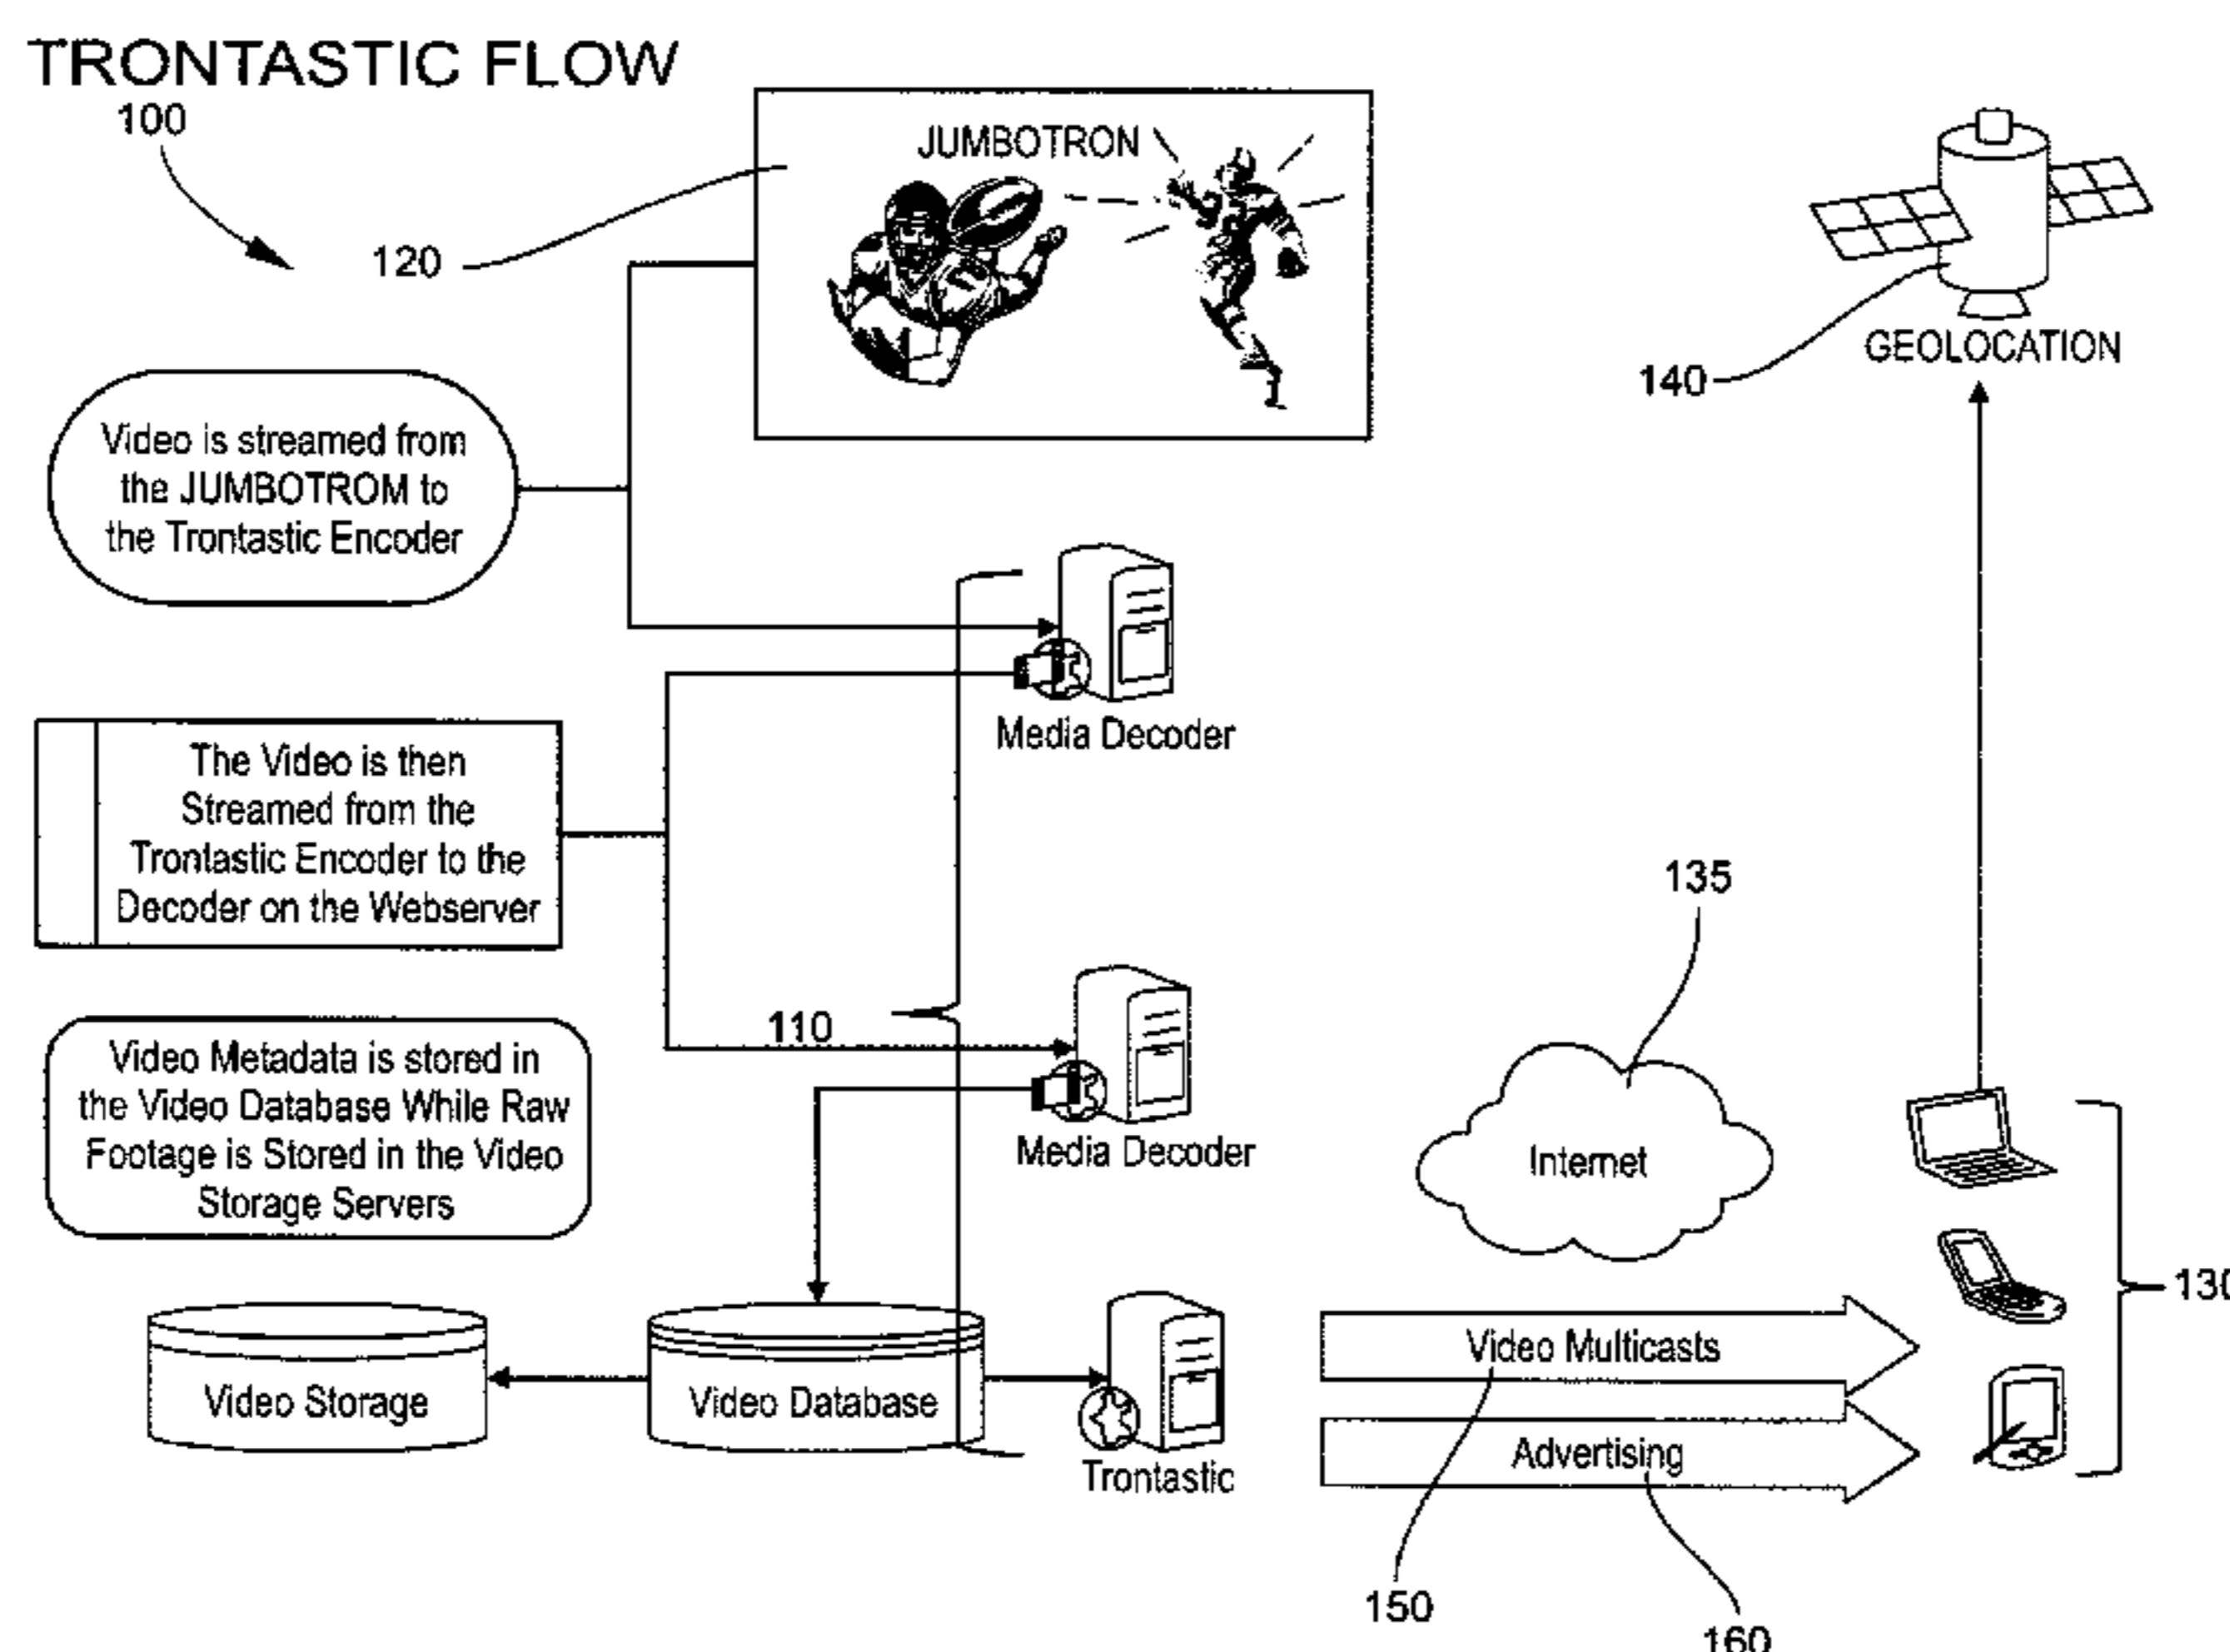 TRONTASTIC FLOW
100
120
JUMBOTRON
GEOLOCATION
140
Video is streamed from
the JUMBOTROM to
the Trontastic Encoder
Media Decoder
The Video is then
Streamed from the
Trontastic Encoder to the
Decoder on the Webserver
135
110
Video Metadata is stored in
the Video Database While Raw
Footage is Stored in the Video
Storage Servers
Media Decoder
Internet
130
Video Storage
Video Database
Trontastic
Video Multicasts
Advertising
150
160